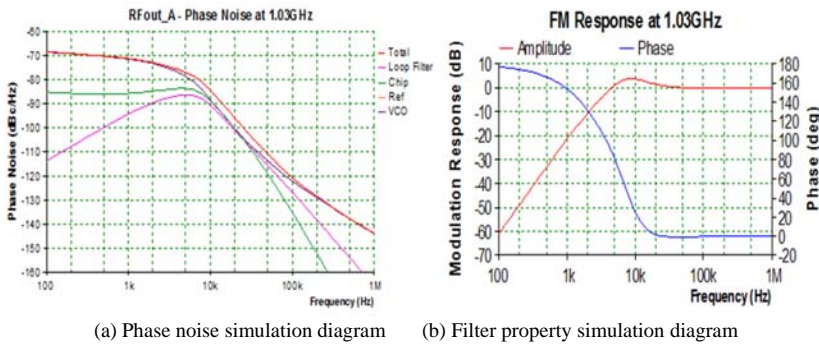 RFout_A - Phase Noise at 1.03GHz
-60
-70
-80
-90
-100
-110
-120
-130
-140
-150
-160
Phase Noise (dBc/Hz)
100 1k 10k 100k 1M
Frequency (Hz)
Total
Loop Filter
Chip
Ref
VCO
(a) Phase noise simulation diagram
FM Response at 1.03GHz
Amplitude Phase
10
0
-10
-20
-30
-40
-50
-60
-70
Modulation Response (dB)
180
160
140
120
100
80
60
40
20
0
-20
Phase (deg)
100 1k 10k 100k 1M
Frequency (Hz)
(b) Filter property simulation diagram